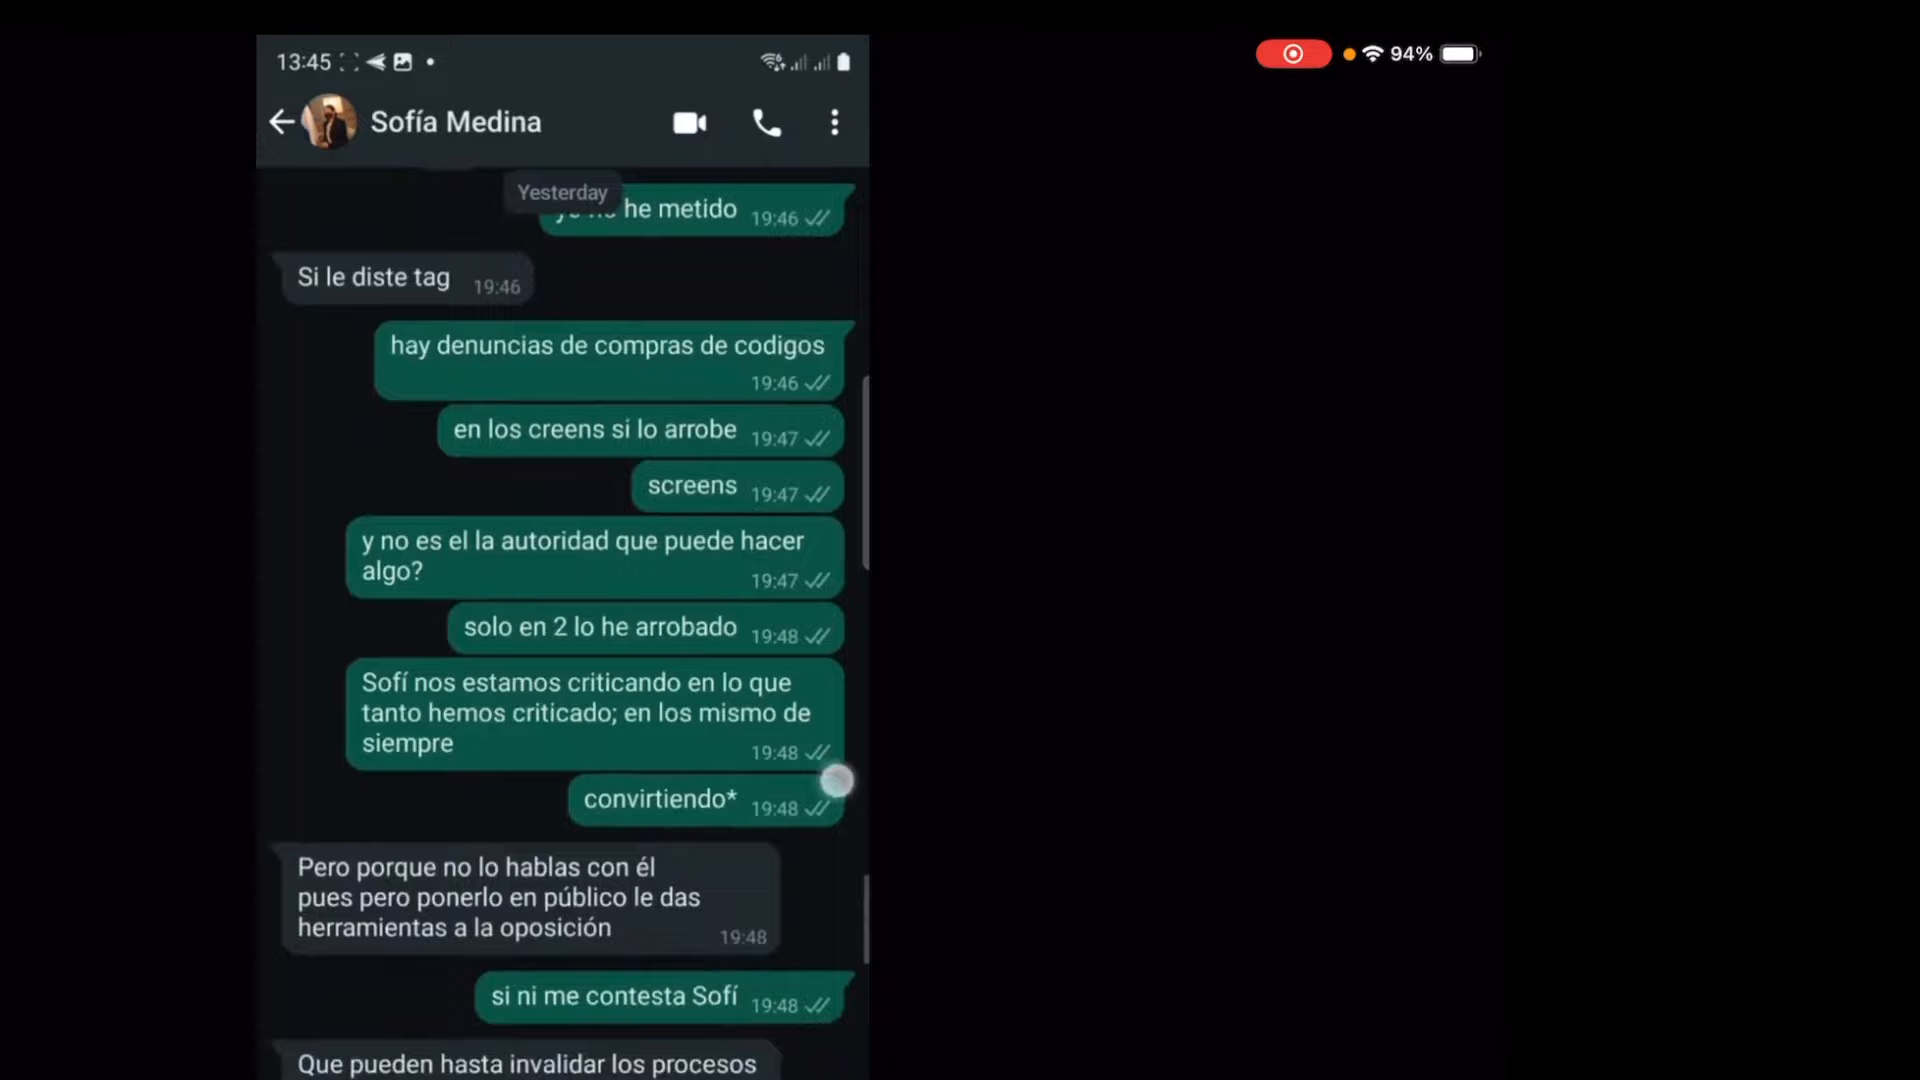 13:45
94%
Sofía Medina
Yesterday
he metido 19:46
Si le diste tag 19:46
hay denuncias de compras de codigos
19:46
en los creens si lo arrobe 19:47
screens 19:47
y no es el la autoridad que puede hacer
algo? 19:47
solo en 2 lo he arrobado 19:48
Sofí nos estamos criticando en lo que
tanto hemos criticado; en los mismo de
siempre 19:48
convirtiendo* 19:48
Pero porque no lo hablas con él
pues pero ponerlo en público le das
herramientas a la oposición 19:48
si ni me contesta Sofí 19:48
Que pueden hasta invalidar los procesos